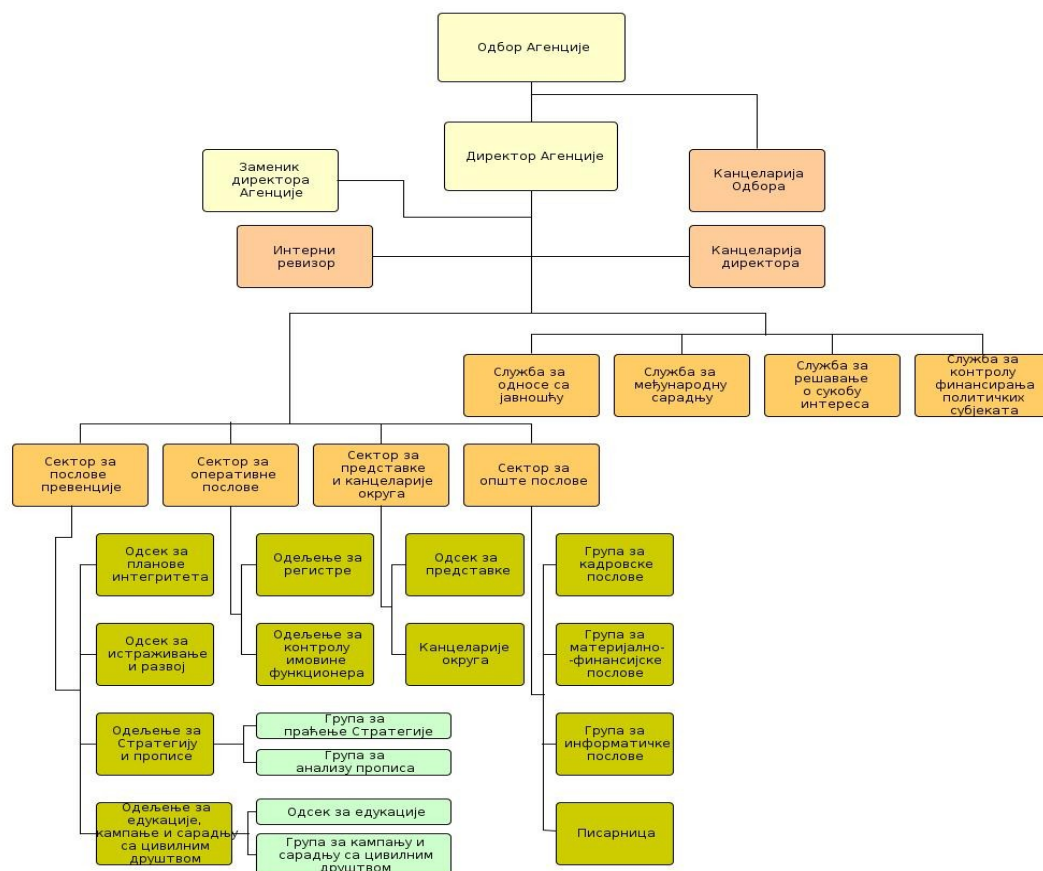 Одбор Агенције
Директор Агенције
Заменик
директора
Агенције
Канцеларија
Одбора
Интерни
ревизор
Канцеларија
директора
Служба за
односе са
јавношћу
Служба за
међународну
сарадњу
Служба за
решавање
о сукобу
интереса
Служба за
контролу
финансирања
политичких
субјеката
Сектор за
послове
превенције
Сектор за
оперативне
послове
Сектор за
представке
и канцеларије
округа
Сектор за
опште послове
Одсек за
планове
интегритета
Одељење за
регистре
Одсек за
представке
Група за
кадровске
послове
Одсек за
истраживање
и развој
Одељење за
контролу
имовине
функционера
Канцеларије
округа
Група за
материјално-
-финансијске
послове
Одељење за
Стратегију
и прописе
Група за
праћење Стратегије
Група за
анализу прописа
Група за
информатичке
послове
Одељење за
едукације,
кампање и сарадњу
са цивилним
друштвом
Одсек за едукације
Група за кампању и
сарадњу са цивилним
друштвом
Писарница